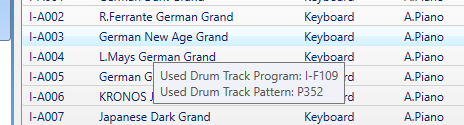 I-A002 R.Ferrante German Grand Keyboard A.Piano
I-A003 German New Age Grand Keyboard A.Piano
I-A004 L.Mays German Grand Keyboard A.Piano
I-A005 German G Keyboard A.Piano
Used Drum Track Program: I-F109
Used Drum Track Pattern: P352
I-A006 KRONOS A.Piano
I-A007 Japanese Dark Grand Keyboard A.Piano